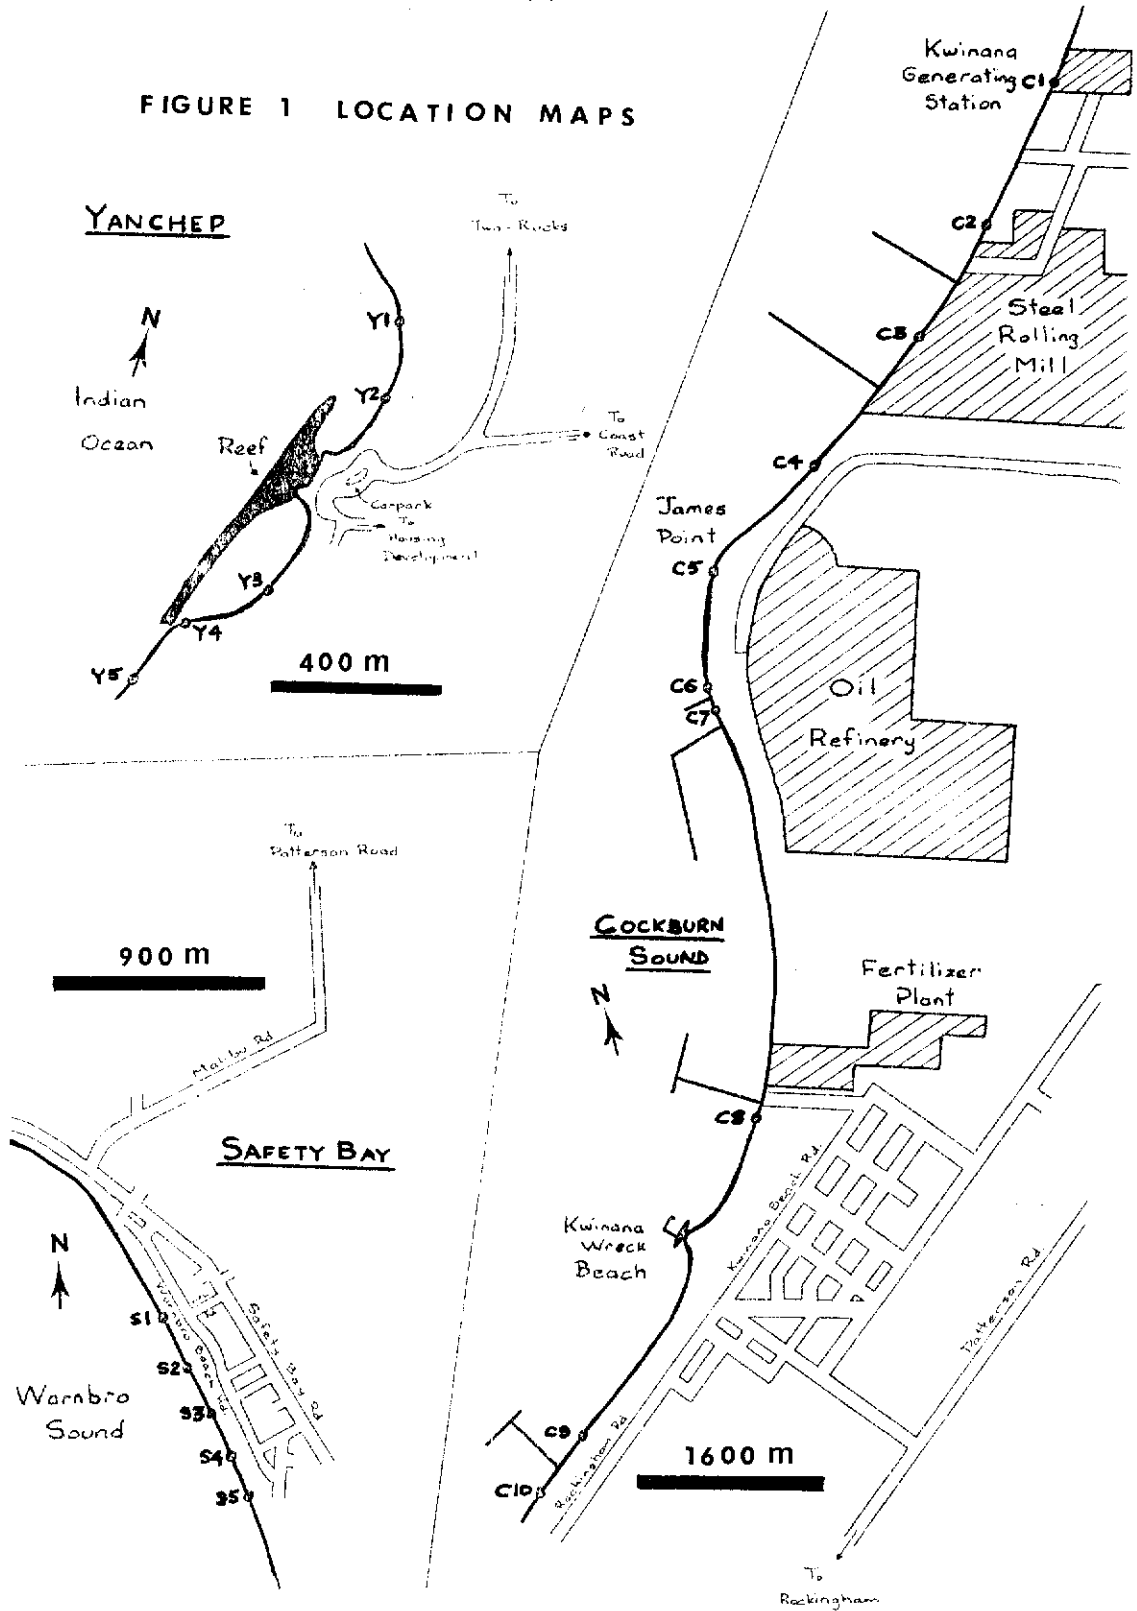 FIGURE 1 LOCATION MAPS
YANCHEP
N
Indian
Ocean
Reef
Y1
Y2
Y3
Y4
Y5
To
Two Rocks
To
Coast
Road
Carpark
To
Housing
Development
400 m
To
Patterson Road
900 m
Malibu Rd
SAFETY BAY
N
Warnbro
Sound
S1
S2
S3
S4
S5
Warnbro Beach Rd
Safety Bay Rd
Kwinana
Generating
Station
C1
C2
C3
Steel
Rolling
Mill
C4
James
Point
C5
C6
C7
Oil
Refinery
COCKBURN
SOUND
N
Fertilizer
Plant
C8
Kwinana
Wreck
Beach
Kwinana Beach Rd.
Patterson Rd.
C9
C10
Rockingham Rd
1600 m
To
Rockingham